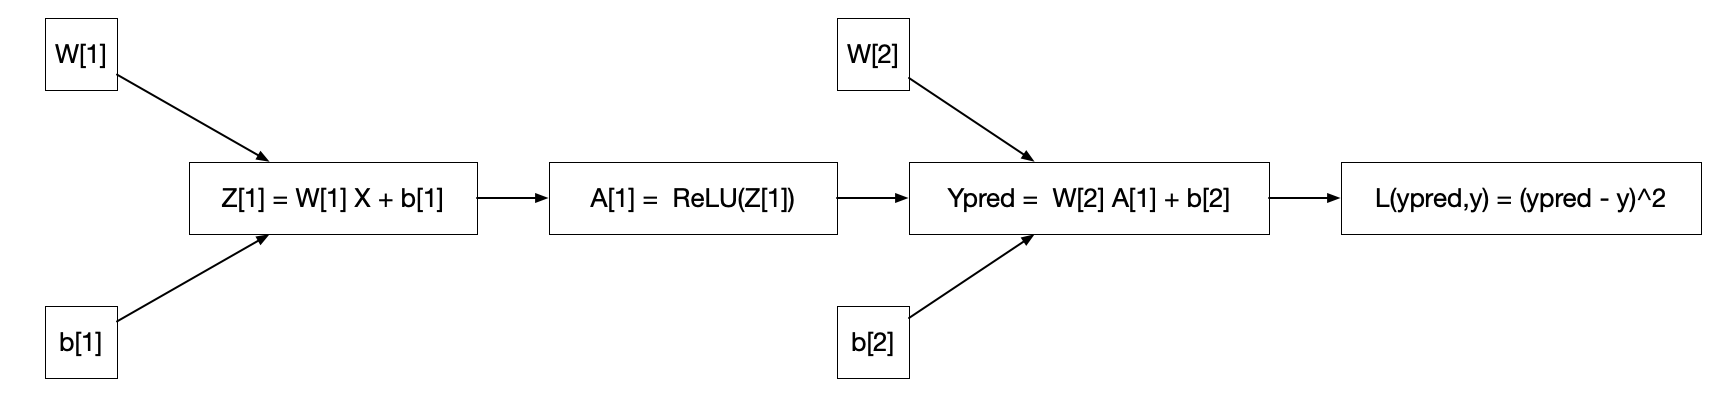 W[1]
W[2]
Z[1] = W[1] X + b[1]
A[1] =  ReLU(Z[1])
Ypred =  W[2] A[1] + b[2]
L(ypred,y) = (ypred - y)^2
b[1]
b[2]